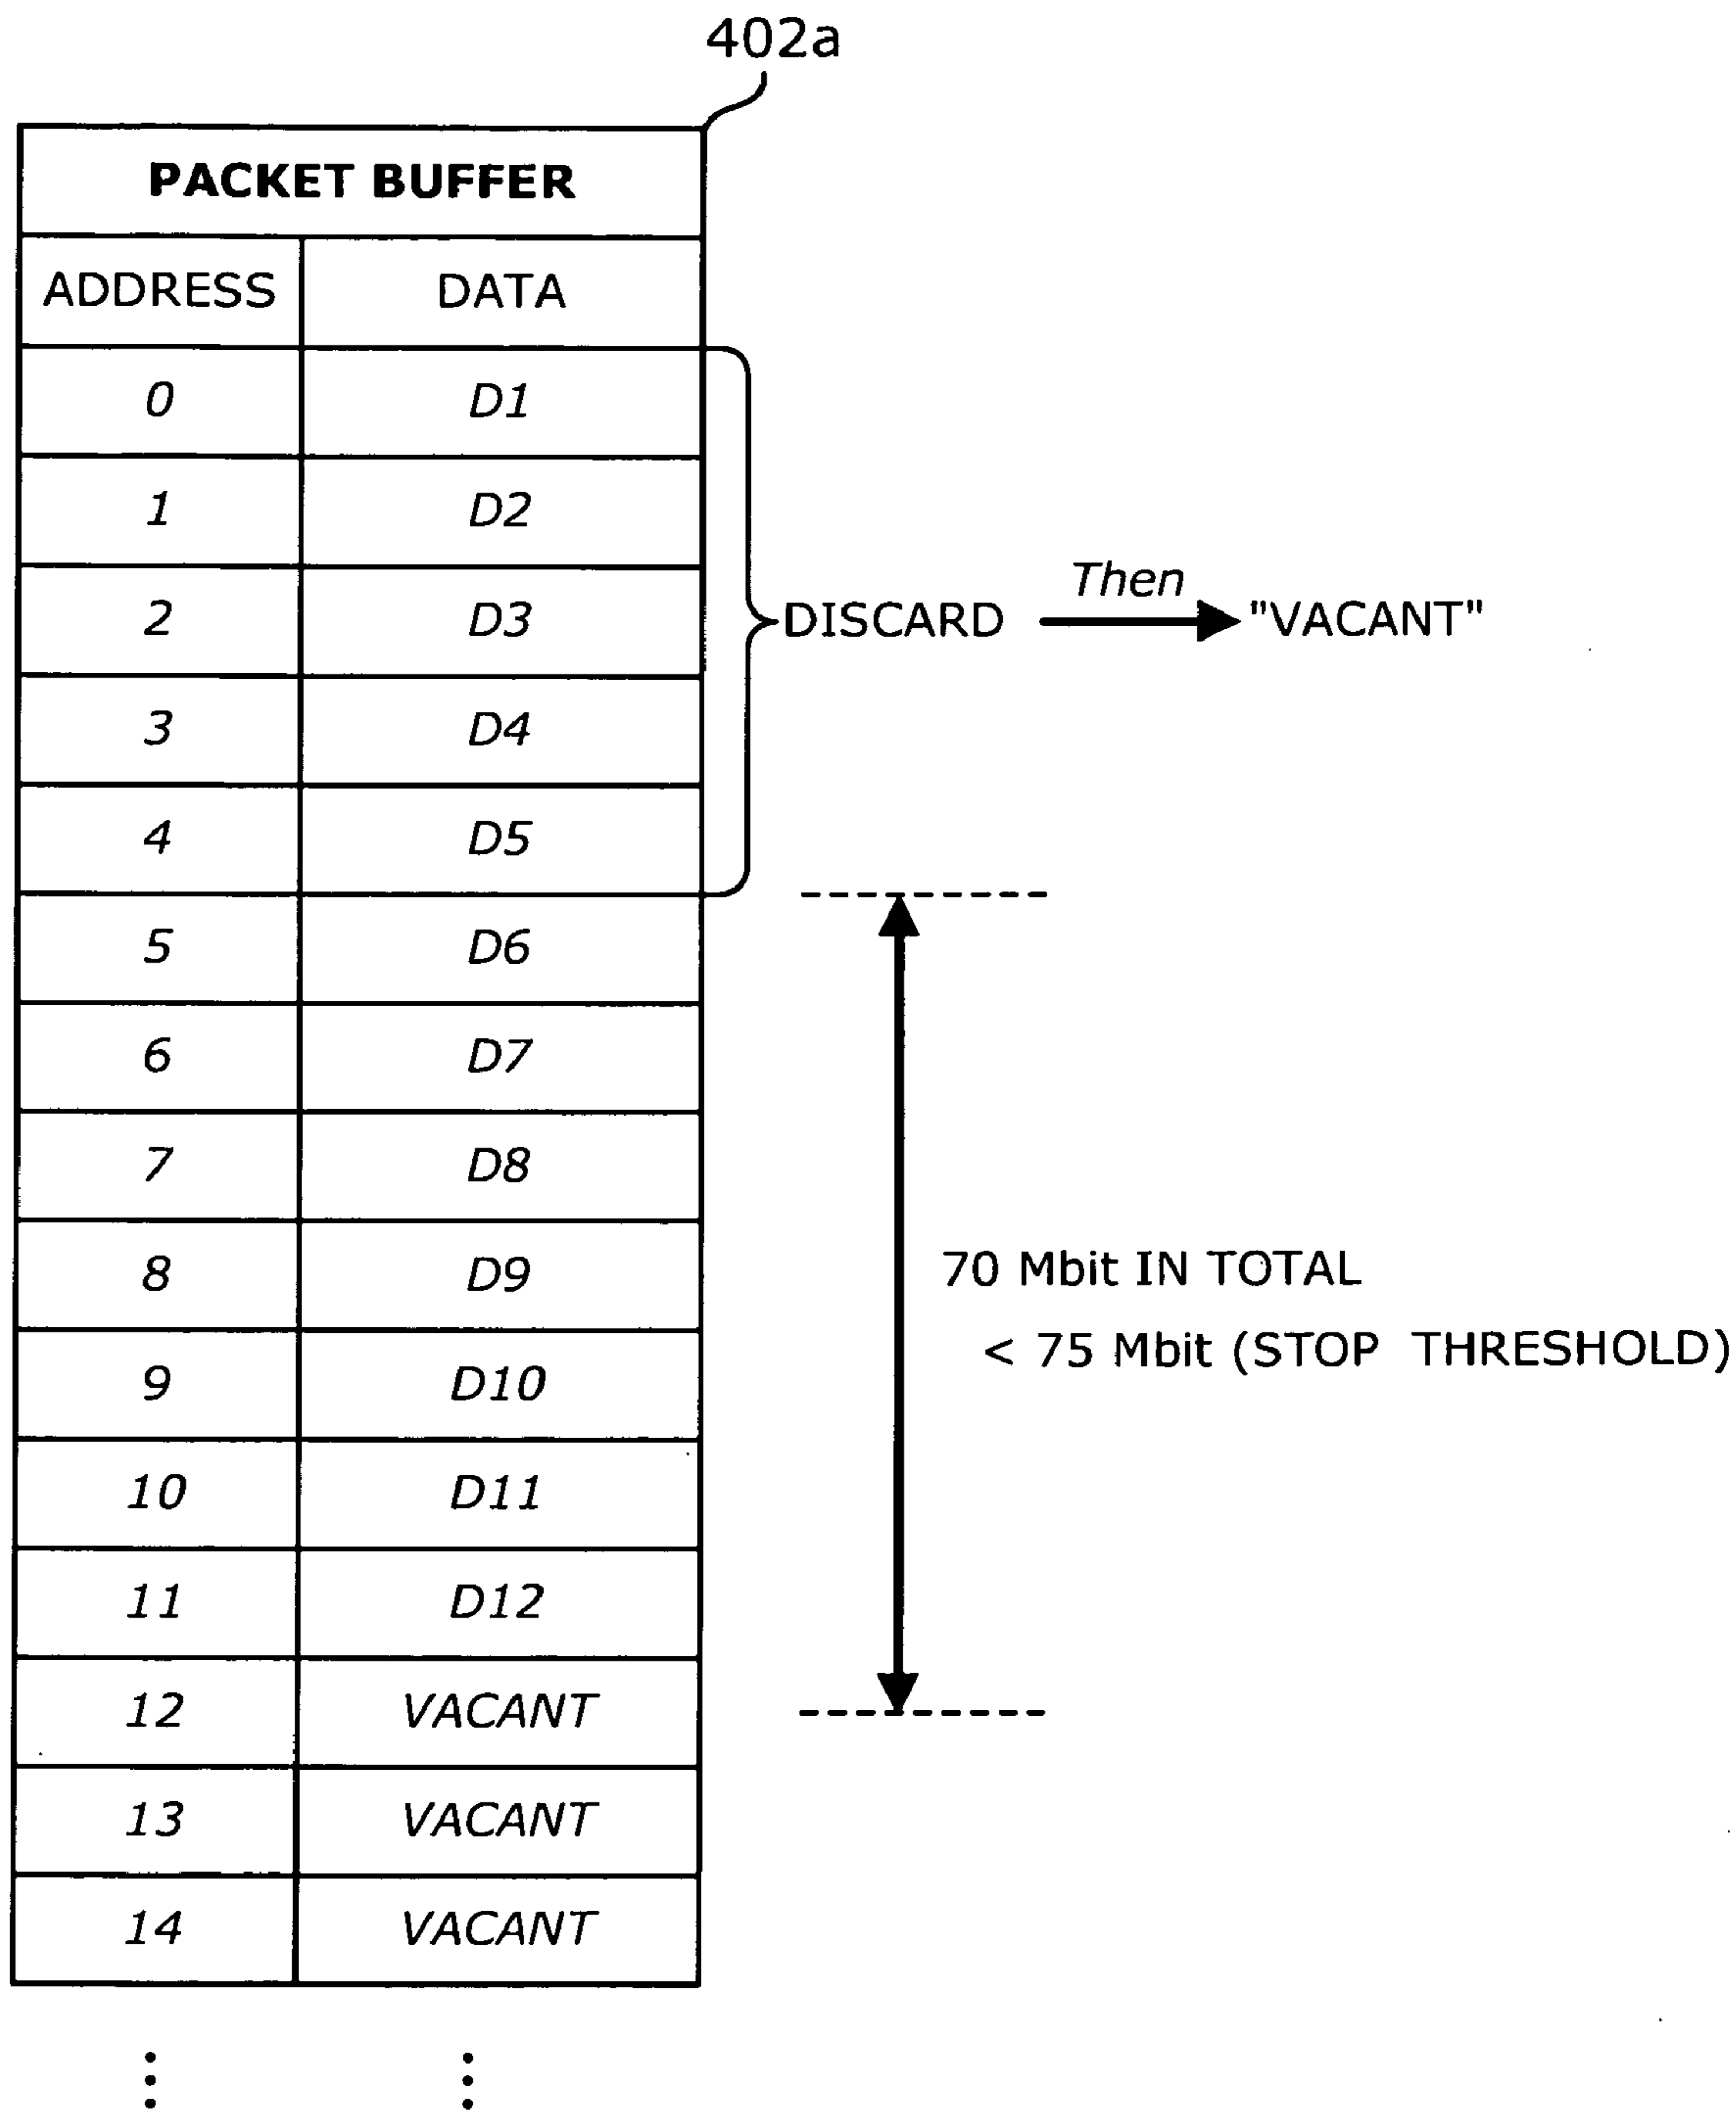 402a
PACKET BUFFER
ADDRESS DATA
0 D1
1 D2
2 D3
3 D4
4 D5
5 D6
6 D7
7 D8
8 D9
9 D10
10 D11
11 D12
12 VACANT
13 VACANT
14 VACANT
DISCARD
Then
"VACANT"
70 Mbit IN TOTAL
< 75 Mbit (STOP THRESHOLD)